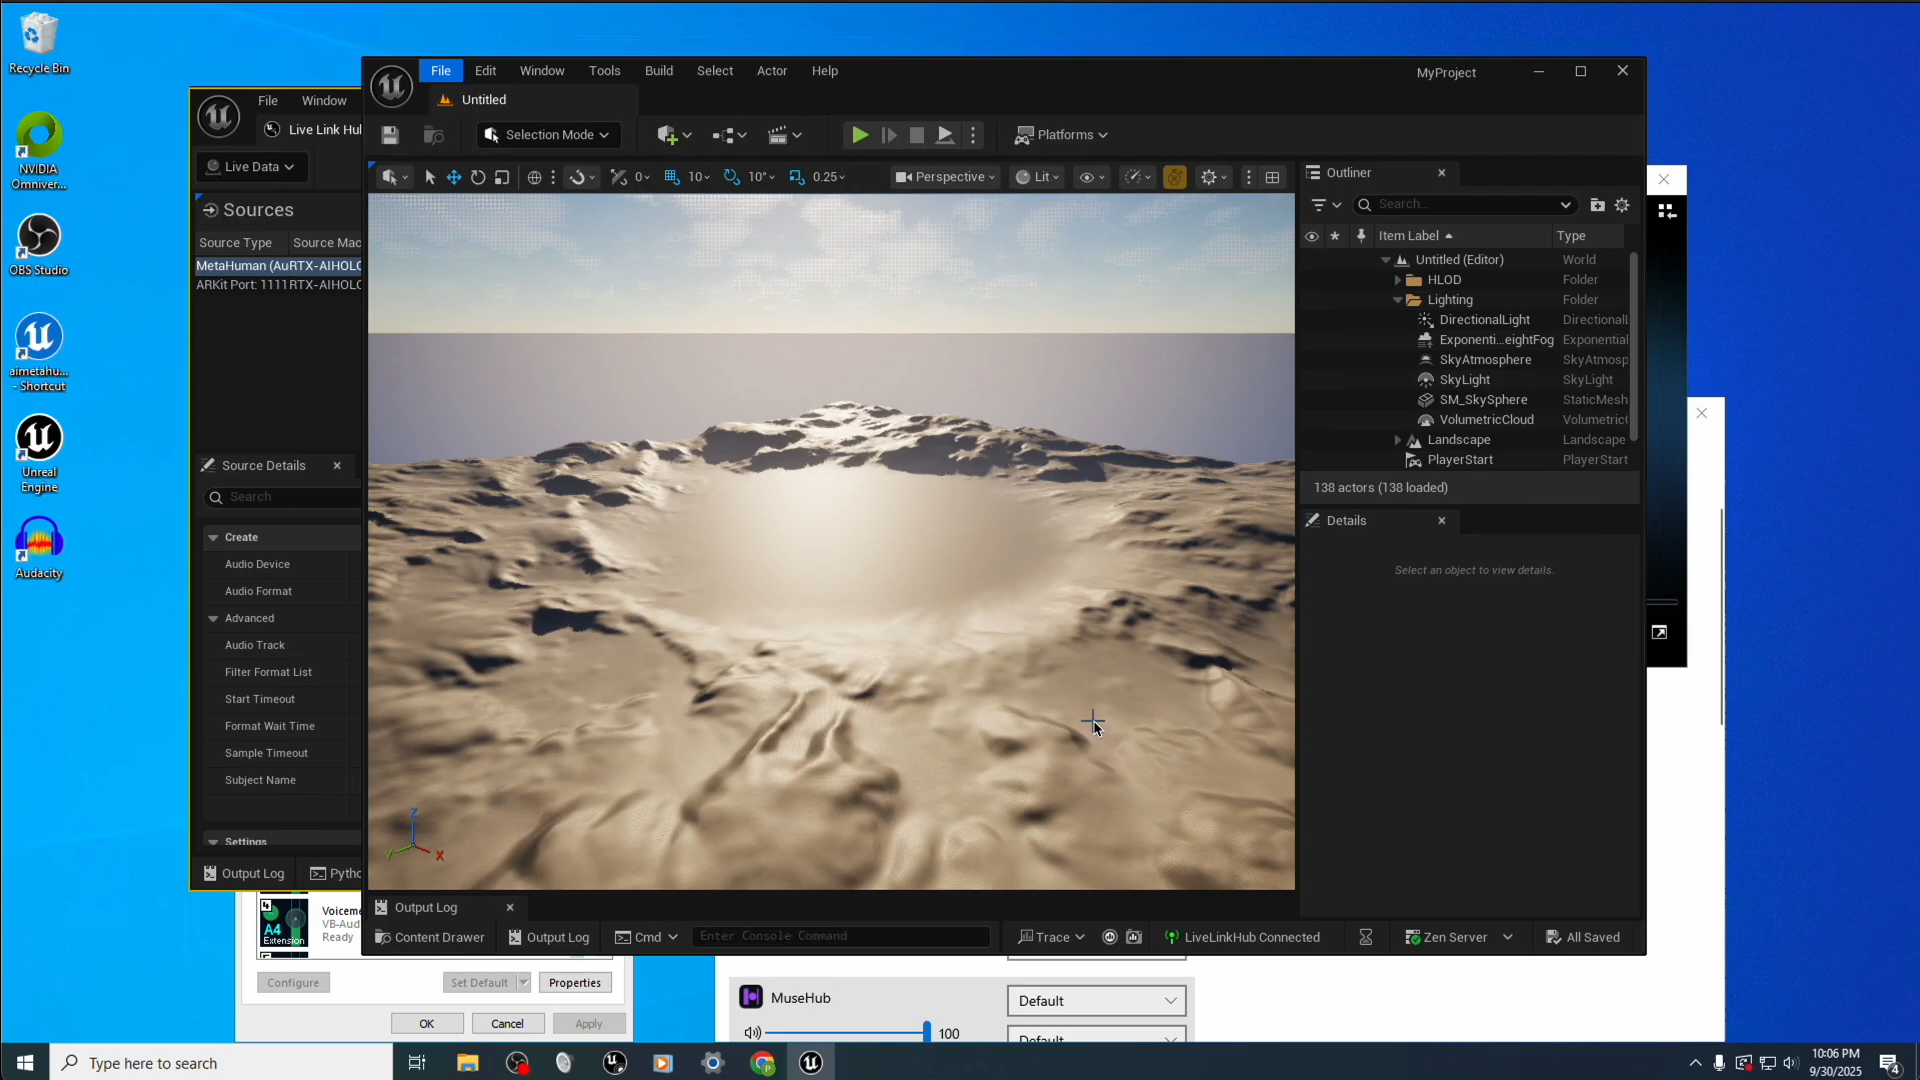 Recycle Bin
NVIDIA
Omniver...
OBS Studio
aimetahu...
- Shortcut
Unreal
Engine
Audacity
File
Window
Live Link Hul
Live Data
Sources
Source Type
Source Mac
MetaHuman (AuRTX-AIHOLO
ARKit Port: 1111RTX-AIHOLO
Source Details
Search
Create
Audio Device
Audio Format
Advanced
Audio Track
Filter Format List
Start Timeout
Format Wait Time
Sample Timeout
Subject Name
Settings
Output Log
Pytho
File
Edit
Window
Tools
Build
Select
Actor
Help
MyProject
Untitled
Selection Mode
Platforms
0
10
10°
0.25
Perspective
Lit
Z
Y
X
Outliner
Search...
Item Label
Type
Untitled (Editor)
World
HLOD
Folder
Lighting
Folder
DirectionalLight
Directionall
Exponenti...eightFog
Exponential
SkyAtmosphere
SkyAtmosp
SkyLight
SkyLight
SM_SkySphere
StaticMesh
VolumetricCloud
VolumetricC
Landscape
Landscape
PlayerStart
PlayerStart
138 actors (138 loaded)
Details
Select an object to view details.
Output Log
Content Drawer
Output Log
Cmd
Enter Console Command
Trace
LiveLinkHub Connected
Zen Server
All Saved
4
A4
Extension
Voiceme
VB-Aud
Ready
Configure
Set Default
Properties
OK
Cancel
Apply
MuseHub
Default
100
Default
Type here to search
10:06 PM
9/30/2025
4